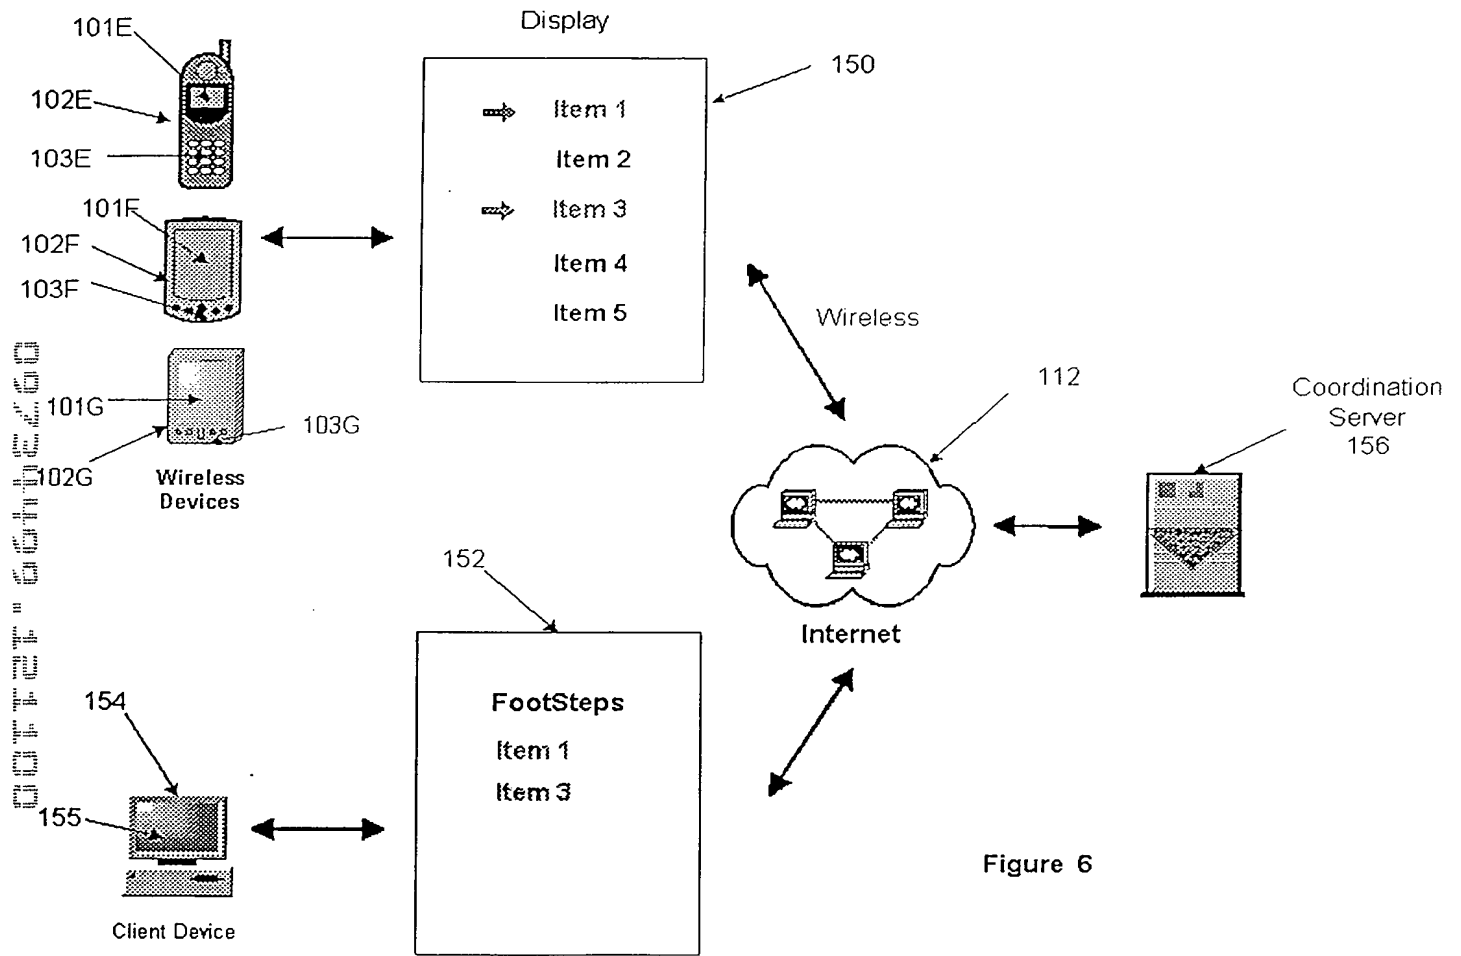 Display
101E
102E
103E
150
Item 1
Item 2
Item 3
Item 4
Item 5
101F
102F
103F
Wireless
101G
102G
103G
Wireless
Devices
112
Coordination
Server
156
Internet
152
FootSteps
Item 1
Item 3
154
155
Client Device
Figure 6